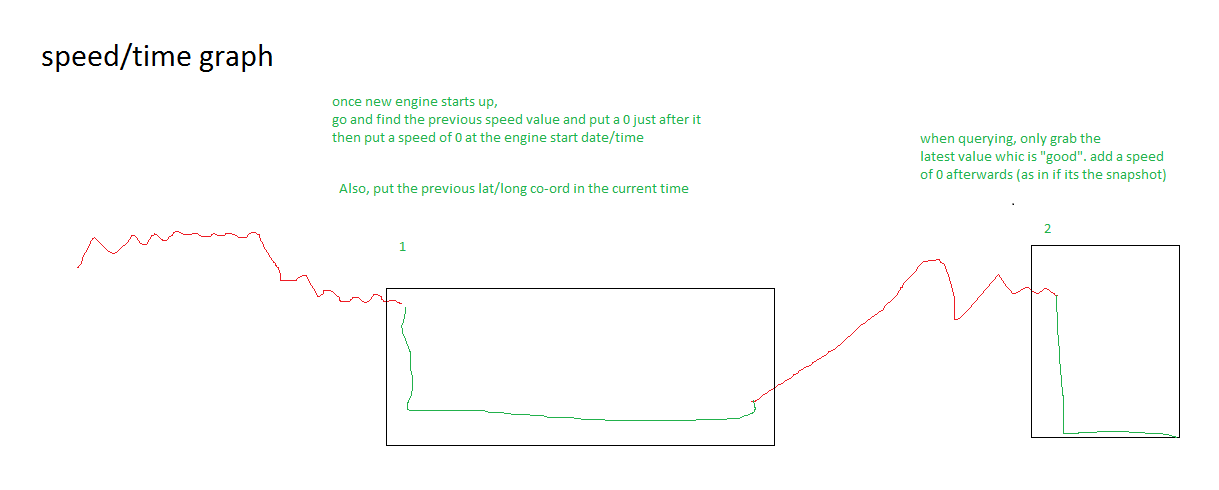 speed/time graph
once new engine starts up,
go and find the previous speed value and put a 0 just after it
then put a speed of 0 at the engine start date/time
Also, put the previous lat/long co-ord in the current time
when querying, only grab the
latest value whic is "good". add a speed
of 0 afterwards (as in if its the snapshot)
1
2